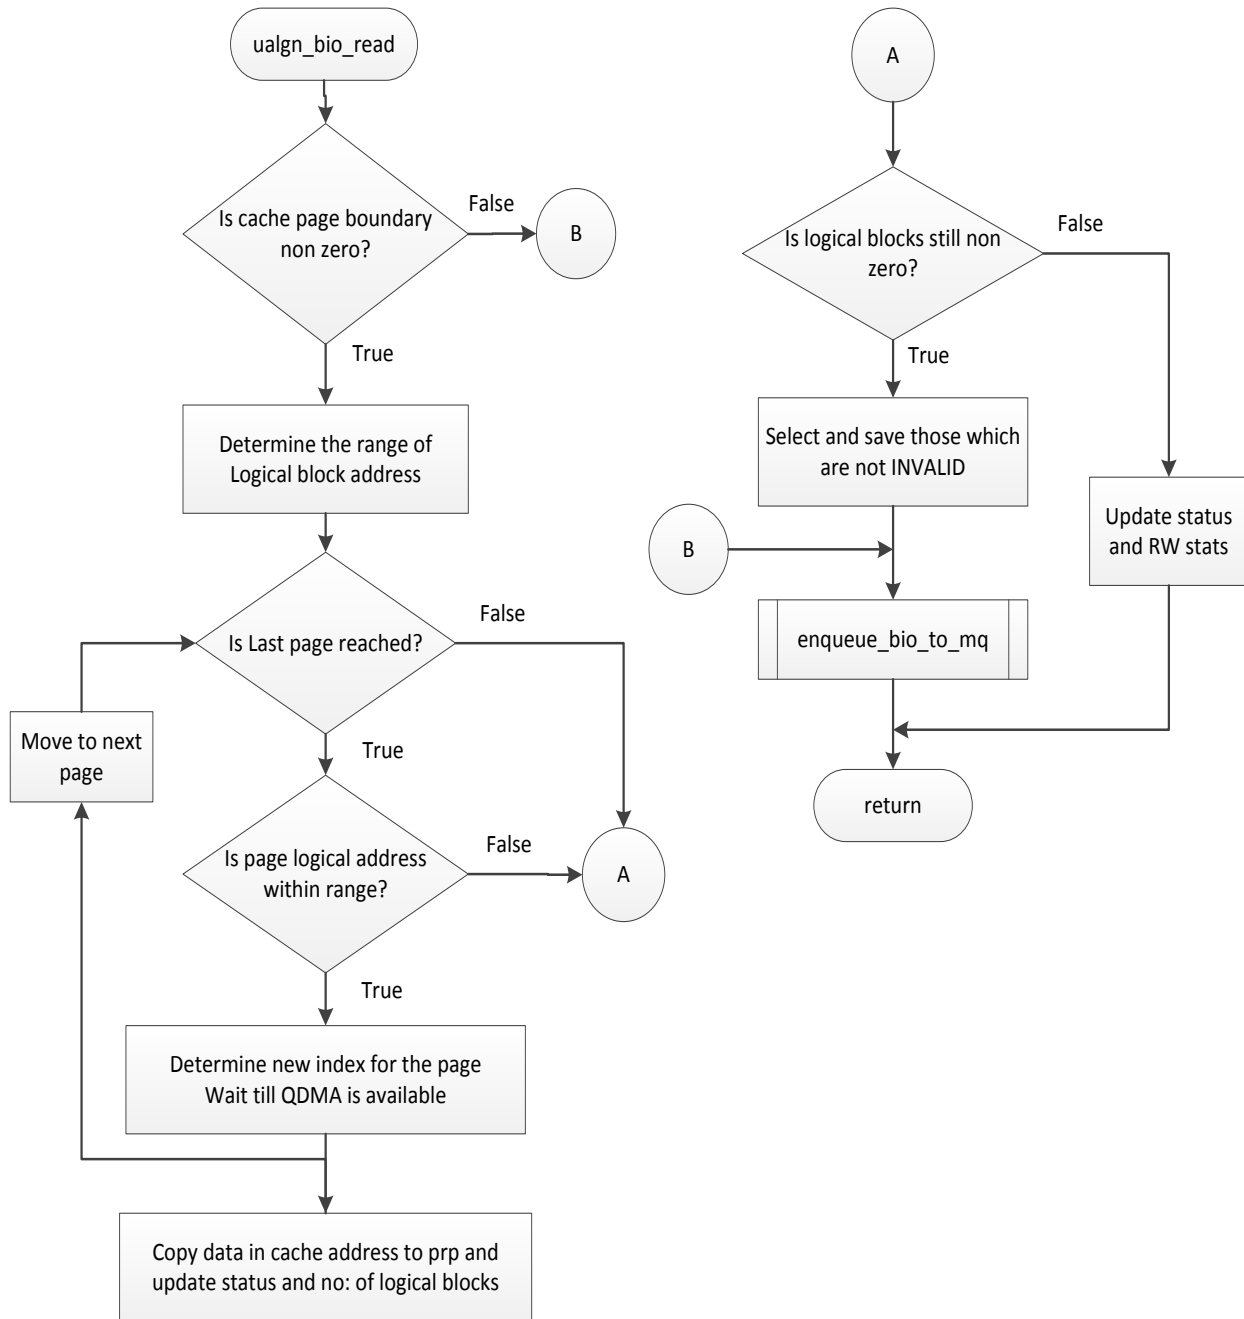 ualgn_bio_read
Is cache page boundary
non zero?
False
B
True
Determine the range of
Logical block address
Is Last page reached?
False
Move to next
page
True
Is page logical address
within range?
False
A
True
Determine new index for the page
Wait till QDMA is available
Copy data in cache address to prp and
update status and no: of logical blocks
A
Is logical blocks still non
zero?
False
True
Select and save those which
are not INVALID
Update status
and RW stats
B
enqueue_bio_to_mq
return